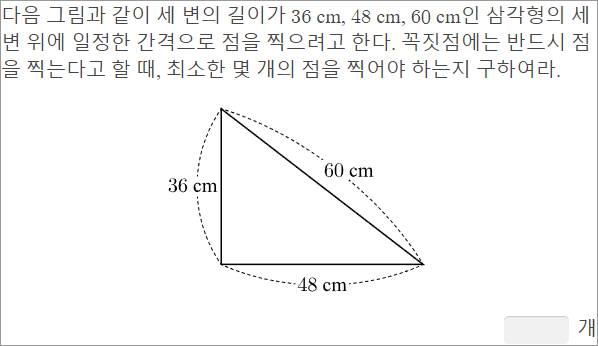 다음 그림과 같이 세 변의 길이가 36 cm, 48 cm, 60 cm인 삼각형의 세
변 위에 일정한 간격으로 점을 찍으려고 한다. 꼭짓점에는 반드시 점
을 찍는다고 할 때, 최소한 몇 개의 점을 찍어야 하는지 구하여라.
60 cm
36 cm
48 cm
개